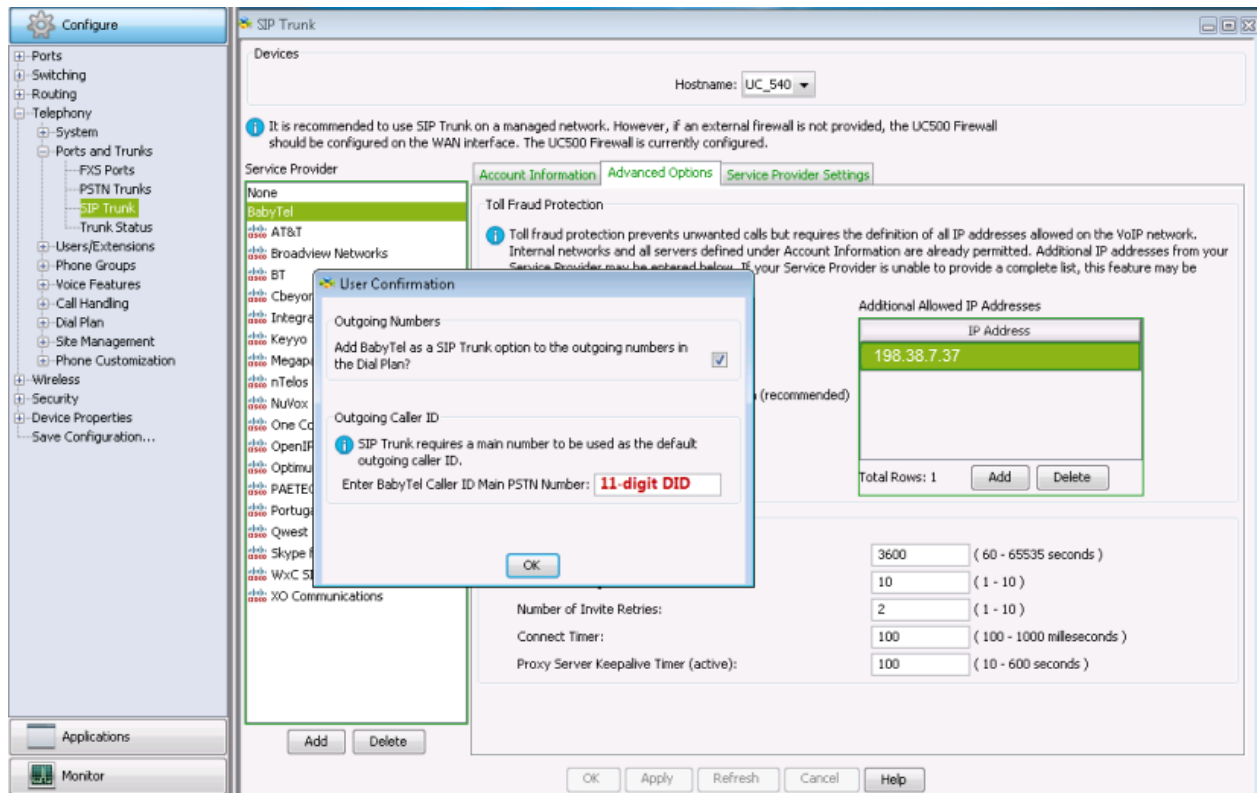 Configure
Ports
Switching
Routing
Telephony
System
Ports and Trunks
FXS Ports
PSTN Trunks
SIP Trunk
Trunk Status
Users/Extensions
Phone Groups
Voice Features
Call Handling
Dial Plan
Site Management
Phone Customization
Wireless
Security
Device Properties
Save Configuration...
Applications
Monitor
SIP Trunk
Devices
Hostname: UC_540
It is recommended to use SIP Trunk on a managed network. However, if an external firewall is not provided, the UC500 Firewall
should be configured on the WAN interface. The UC500 Firewall is currently configured.
Service Provider
None
BabyTel
AT&T
Broadview Networks
BT
Cbeyon
Integra
Keyyo
Megapa
nTelos
NuVox
One Co
OpenIP
Optimu
PAETEC
Portuga
Qwest
Skype f
WxC SI
XO Communications
Add Delete
Account Information Advanced Options Service Provider Settings
Toll Fraud Protection
Toll fraud protection prevents unwanted calls but requires the definition of all IP addresses allowed on the VoIP network.
Internal networks and all servers defined under Account Information are already permitted. Additional IP addresses from your
Service Provider may be entered below. If your Service Provider is unable to provide a complete list, this feature may be
(recommended)
Additional Allowed IP Addresses
IP Address
198.38.7.37
Total Rows: 1 Add Delete
3600 ( 60 - 65535 seconds )
10 ( 1 - 10 )
Number of Invite Retries: 2 ( 1 - 10 )
Connect Timer: 100 ( 100 - 1000 milleseconds )
Proxy Server Keepalive Timer (active): 100 ( 10 - 600 seconds )
User Confirmation
Outgoing Numbers
Add BabyTel as a SIP Trunk option to the outgoing numbers in
the Dial Plan?
Outgoing Caller ID
SIP Trunk requires a main number to be used as the default
outgoing caller ID.
Enter BabyTel Caller ID Main PSTN Number: 11-digit DID
OK
OK Apply Refresh Cancel Help